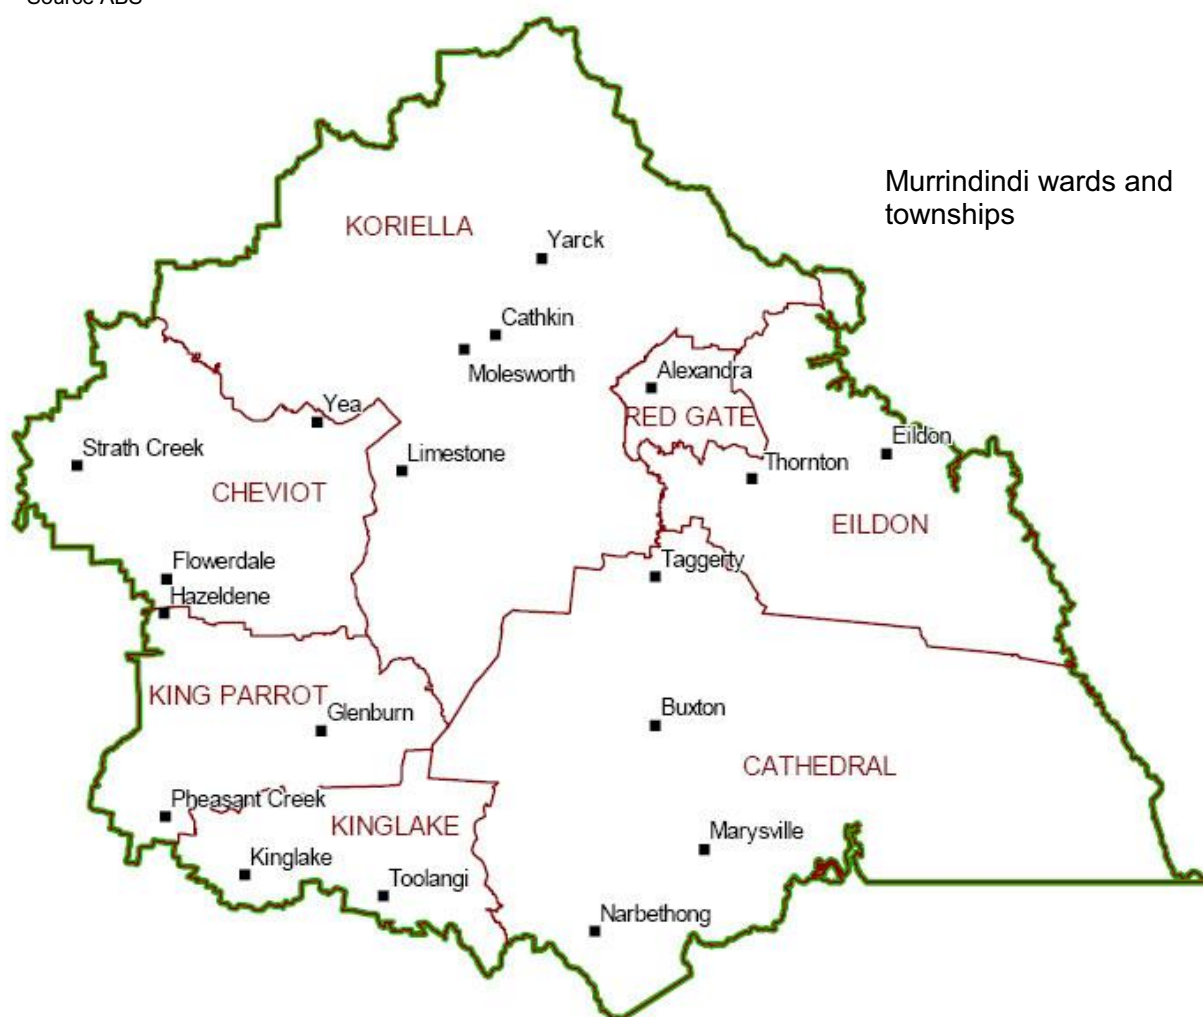 Source ABS
Murrindindi wards and
townships
KORIELLA
Yarck
Cathkin
Molesworth
Alexandra
RED GATE
Yea
Strath Creek
Limestone
Eildon
Thornton
CHEVIOT
EILDON
Flowerdale
Taggerty
Hazeldene
KING PARROT
Glenburn
Buxton
CATHEDRAL
Pheasant Creek
KINGLAKE
Marysville
Kinglake
Toolangi
Narbethong